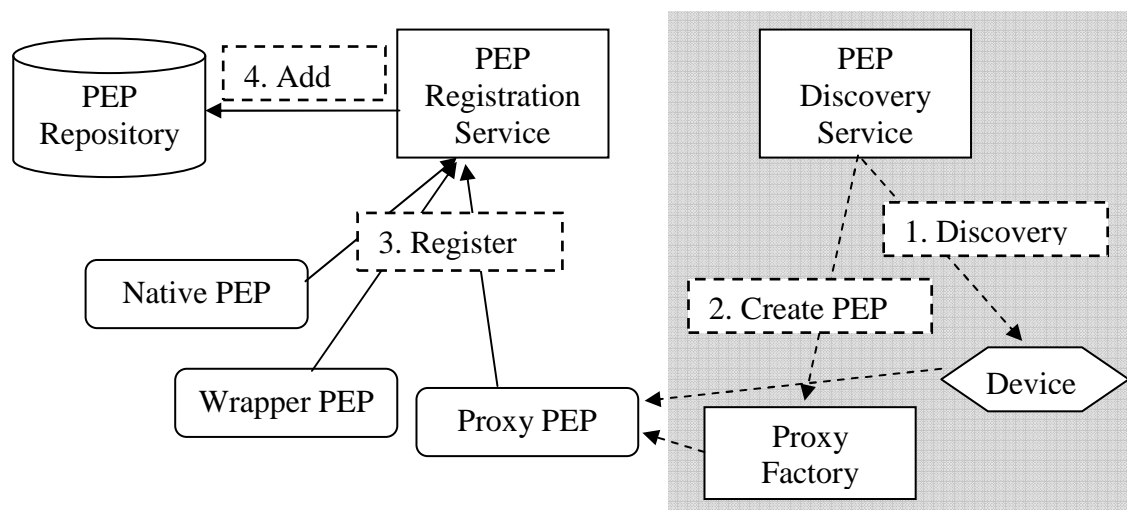 PEP
Repository
4. Add
PEP
Registration
Service
PEP
Discovery
Service
1. Discovery
3. Register
2. Create PEP
Native PEP
Wrapper PEP
Proxy PEP
Device
Proxy
Factory